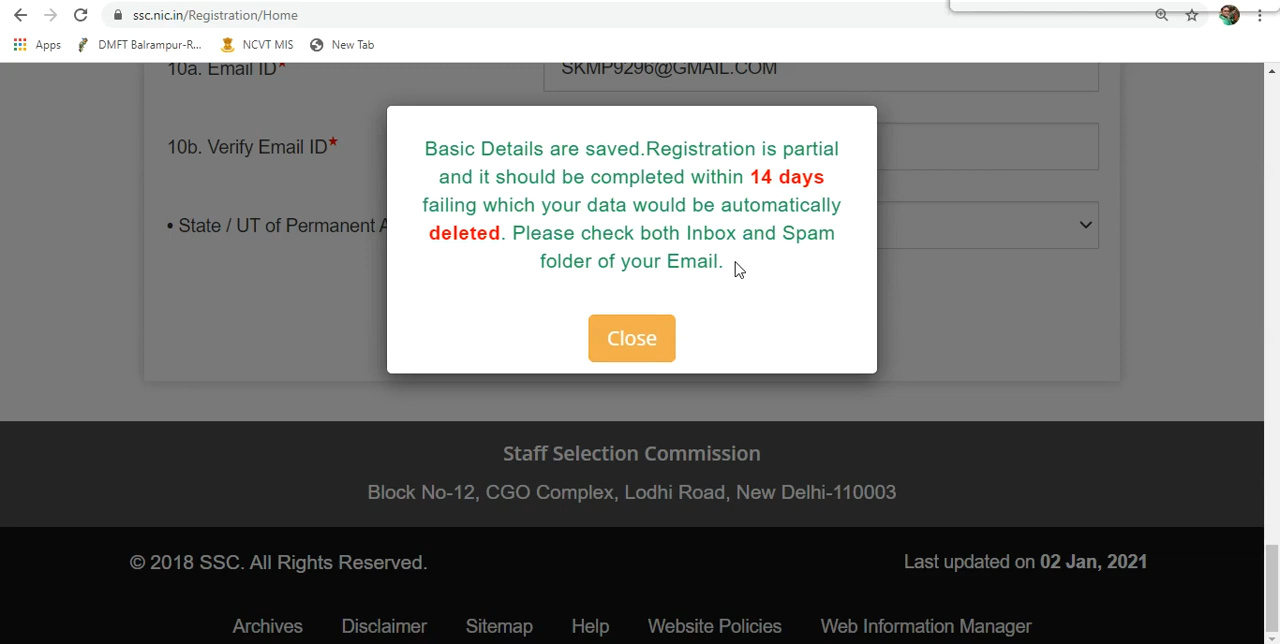 ssc.nic.in/Registration/Home
Apps DMFT Balrampur-R... NCVT MIS New Tab
10a. Email ID* SKMP9296@GMAIL.COM
10b. Verify Email ID*
• State / UT of Permanent A
Basic Details are saved.Registration is partial
and it should be completed within 14 days
failing which your data would be automatically
deleted. Please check both Inbox and Spam
folder of your Email.
Close
Staff Selection Commission
Block No-12, CGO Complex, Lodhi Road, New Delhi-110003
© 2018 SSC. All Rights Reserved. Last updated on 02 Jan, 2021
Archives Disclaimer Sitemap Help Website Policies Web Information Manager